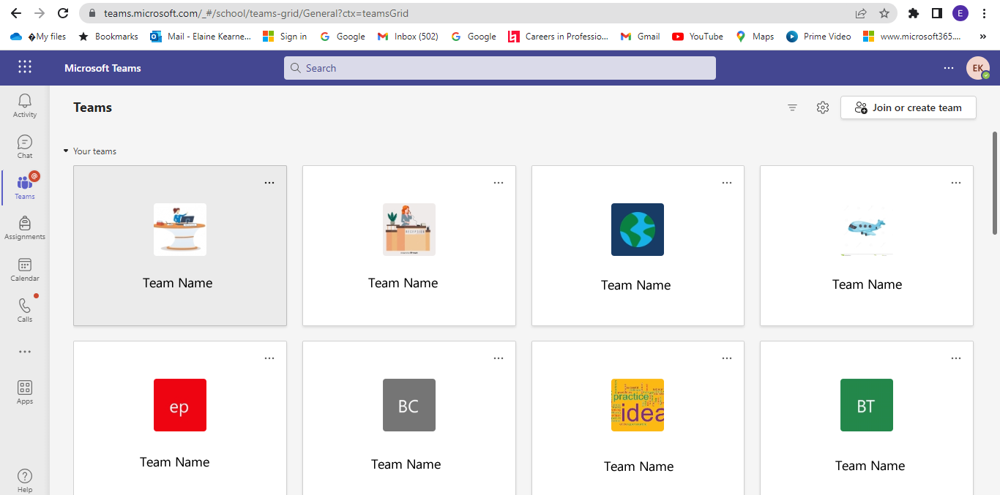 teams.microsoft.com/_#/school/teams-grid/General?ctx=teamsGrid
E
�My files Bookmarks Mail - Elaine Kearne... Sign in Google Inbox (502) Google Careers in Professio... Gmail YouTube Maps Prime Video www.microsoft365.... »
Microsoft Teams
Search
EK
Activity
Chat
@
Teams
Assignments
Calendar
Calls
Apps
Help
Teams
Join or create team
Your teams
RECEPTION
Team Name
Team Name
Team Name
Team Name
ep
BC
practice
idea
BT
Team Name
Team Name
Team Name
Team Name